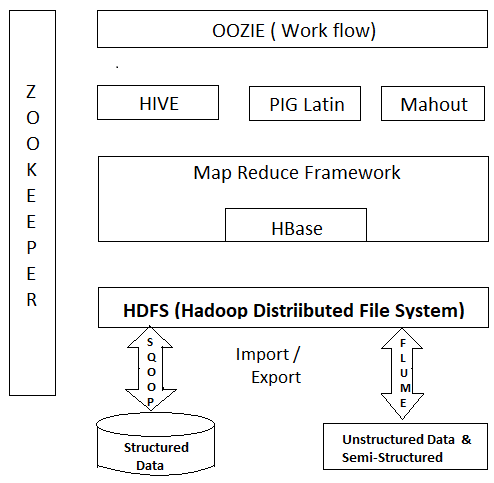 ZOOKEEPER
OOZIE ( Work flow)
HIVE
PIG Latin
Mahout
Map Reduce Framework
HBase
HDFS (Hadoop Distriibuted File System)
SQOOP
Import /
Export
FLUME
Structured
Data
Unstructured Data &
Semi-Structured